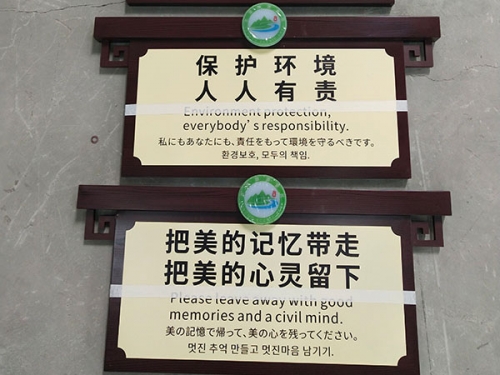 保护环境
人人有责
Environment protection,
everybody's responsibility.
私にもあなたにも、責任をもって環境を守るべきです。
환경보호, 모두의 책임.
把美的记忆带走
把美的心灵留下
Please leave away with good
memories and a civil mind.
美の記憶で帰って、美の心を残ってください。
멋진 추억 만들고 멋진마음 남기기.